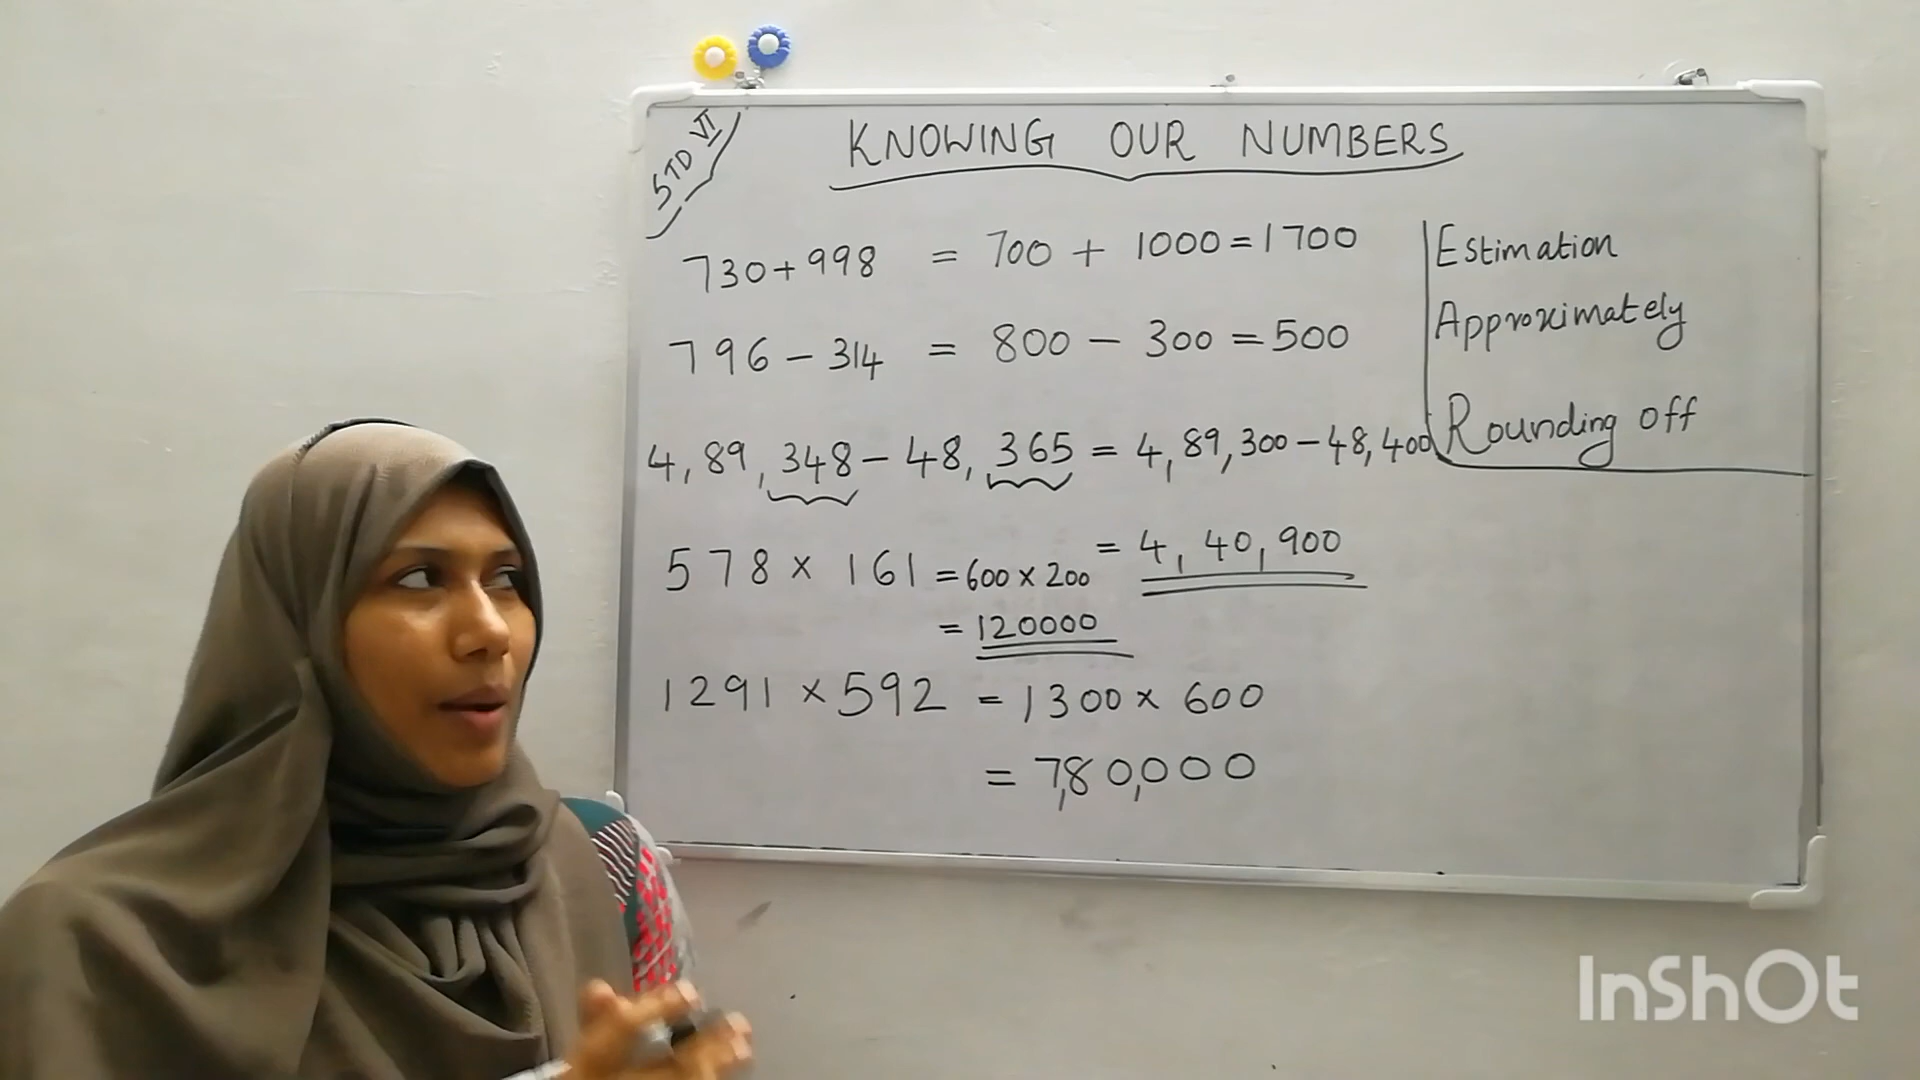 STD VI
KNOWING OUR NUMBERS
730+998 = 700 + 1000=1700
796-314 = 800 - 300 =500
4,89,348-48,365 = 4,89,300-48,400
= 4,40,900
578 × 161 =600×200
= 120000
1291 ×592 = 1300× 600
= 7,80,000
Estimation
Approximately
Rounding off
InShOt